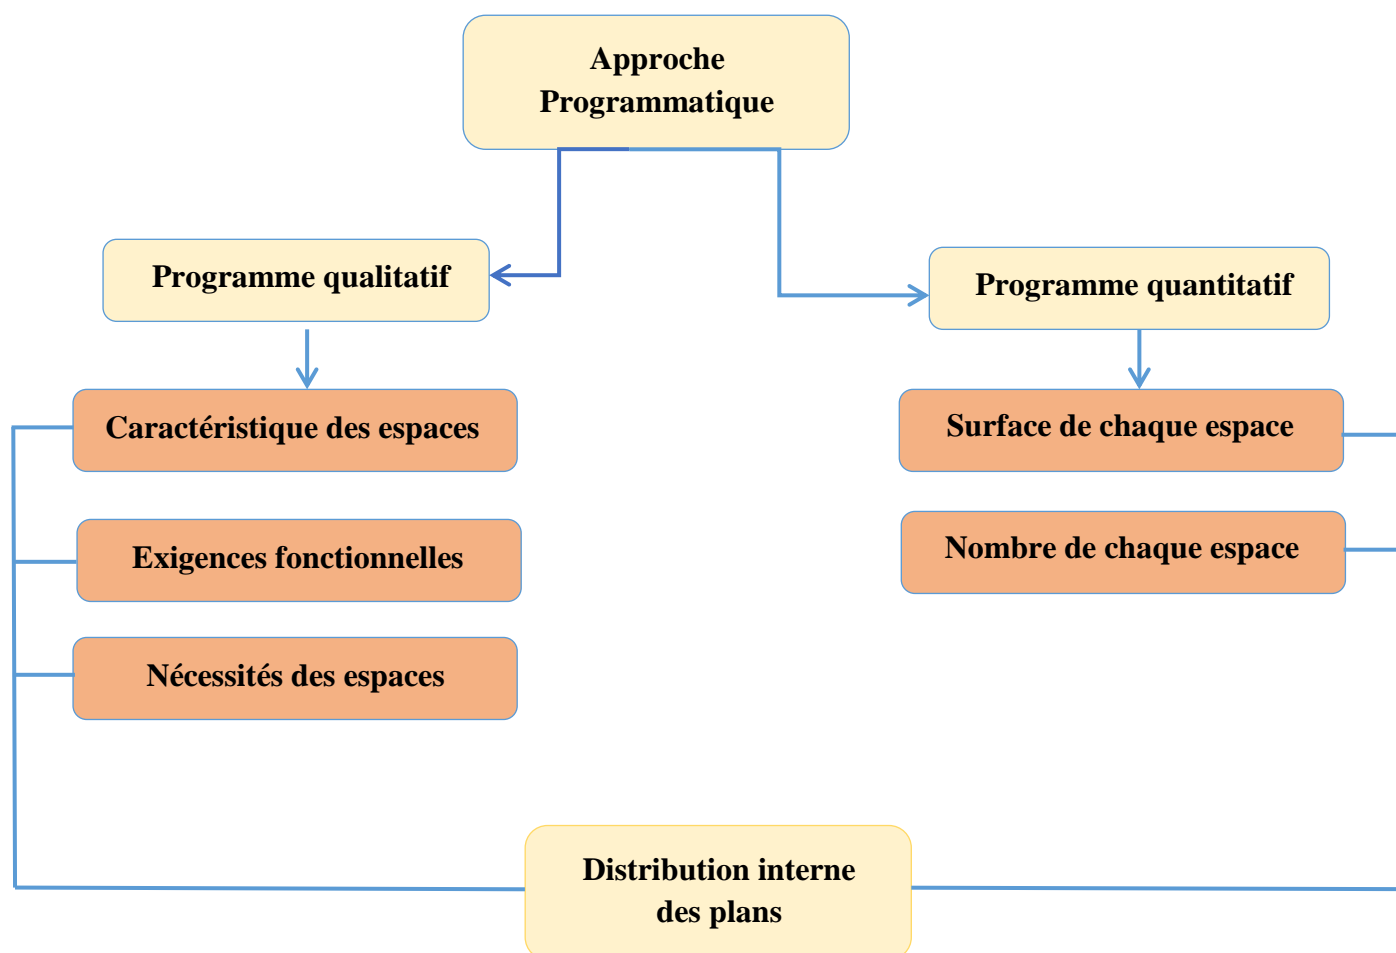 Approche
Programmatique
Programme qualitatif
Programme quantitatif
Caractéristique des espaces
Surface de chaque espace
Exigences fonctionnelles
Nombre de chaque espace
Nécessités des espaces
Distribution interne
des plans